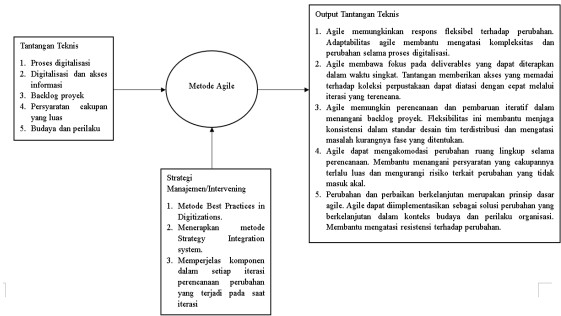 Tantangan Teknis
1. Proses digitalisasi
2. Digitalisasi dan akses
informasi
3. Backlog proyek
4. Persyaratan cakupan
yang luas
5. Budaya dan perilaku
Metode Agile
Strategi
Manajemen/Intervening
1. Metode Best Practices in
Digitizations.
2. Menerapkan metode
Strategy Integration
system.
3. Memperjelas komponen
dalam setiap iterasi
perencanaan perubahan
yang terjadi pada saat
iterasi
Output Tantangan Teknis
1. Agile memungkinkan respons fleksibel terhadap perubahan.
Adaptabilitas agile membantu mengatasi kompleksitas dan
perubahan selama proses digitalisasi.
2. Agile membawa fokus pada deliverables yang dapat diterapkan
dalam waktu singkat. Tantangan memberikan akses yang memadai
terhadap koleksi perpustakaan dapat diatasi dengan cepat melalui
iterasi yang terencana.
3. Agile memungkin perencanaan dan pembaruan iteratif dalam
menangani backlog proyek. Fleksibilitas ini membantu menjaga
konsistensi dalam standar desain tim terdistribusi dan mengatasi
masalah kurangnya fase yang ditentukan.
4. Agile dapat mengakomodasi perubahan ruang lingkup selama
perencanaan. Membantu menangani persyaratan yang cakupannya
terlalu luas dan mengurangi risiko terkait perubahan yang tidak
masuk akal.
5. Perubahan dan perbaikan berkelanjutan merupakan prinsip dasar
agile. Agile dapat diimplementasikan sebagai solusi perubahan yang
berkelanjutan dalam konteks budaya dan perilaku organisasi.
Membantu mengatasi resistensi terhadap perubahan.